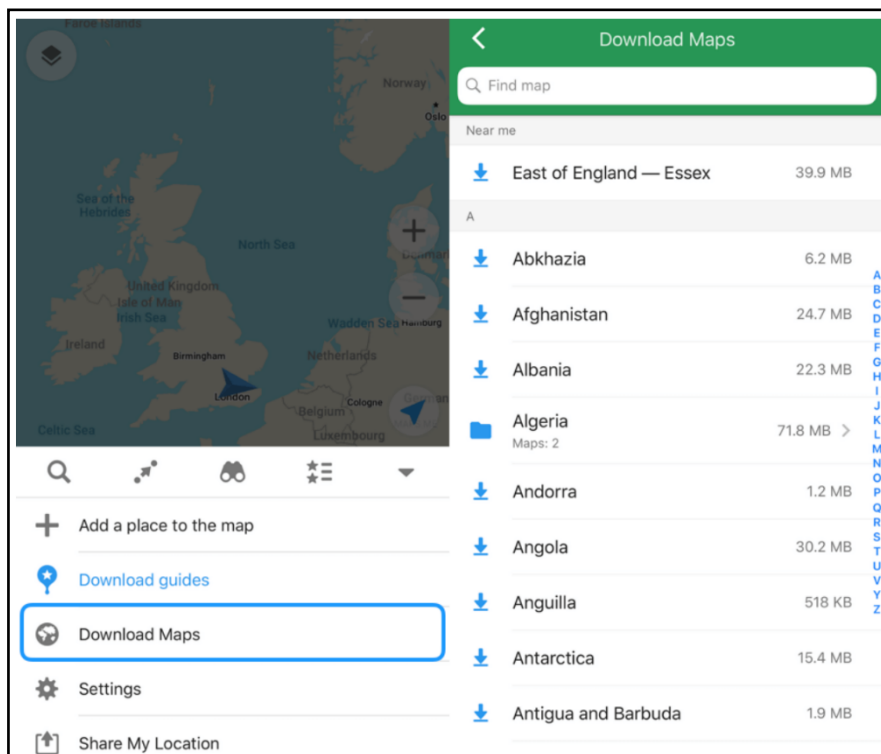 Faroe Islands
Norway
Oslo
Sea of the
Hebrides
North Sea
Denmark
United Kingdom
Isle of Man
Irish Sea
Wadden Sea
Hamburg
Ireland
Birmingham
Netherlands
London
Belgium
Cologne
German
Celtic Sea
Luxembourg
Add a place to the map
Download guides
Download Maps
Settings
Share My Location
Download Maps
Find map
Near me
East of England — Essex 39.9 MB
A
Abkhazia 6.2 MB
Afghanistan 24.7 MB
Albania 22.3 MB
Algeria 71.8 MB
Maps: 2
Andorra 1.2 MB
Angola 30.2 MB
Anguilla 518 KB
Antarctica 15.4 MB
Antigua and Barbuda 1.9 MB
A
B
C
D
E
F
G
H
I
J
K
L
M
N
O
P
Q
R
S
T
U
V
Y
Z